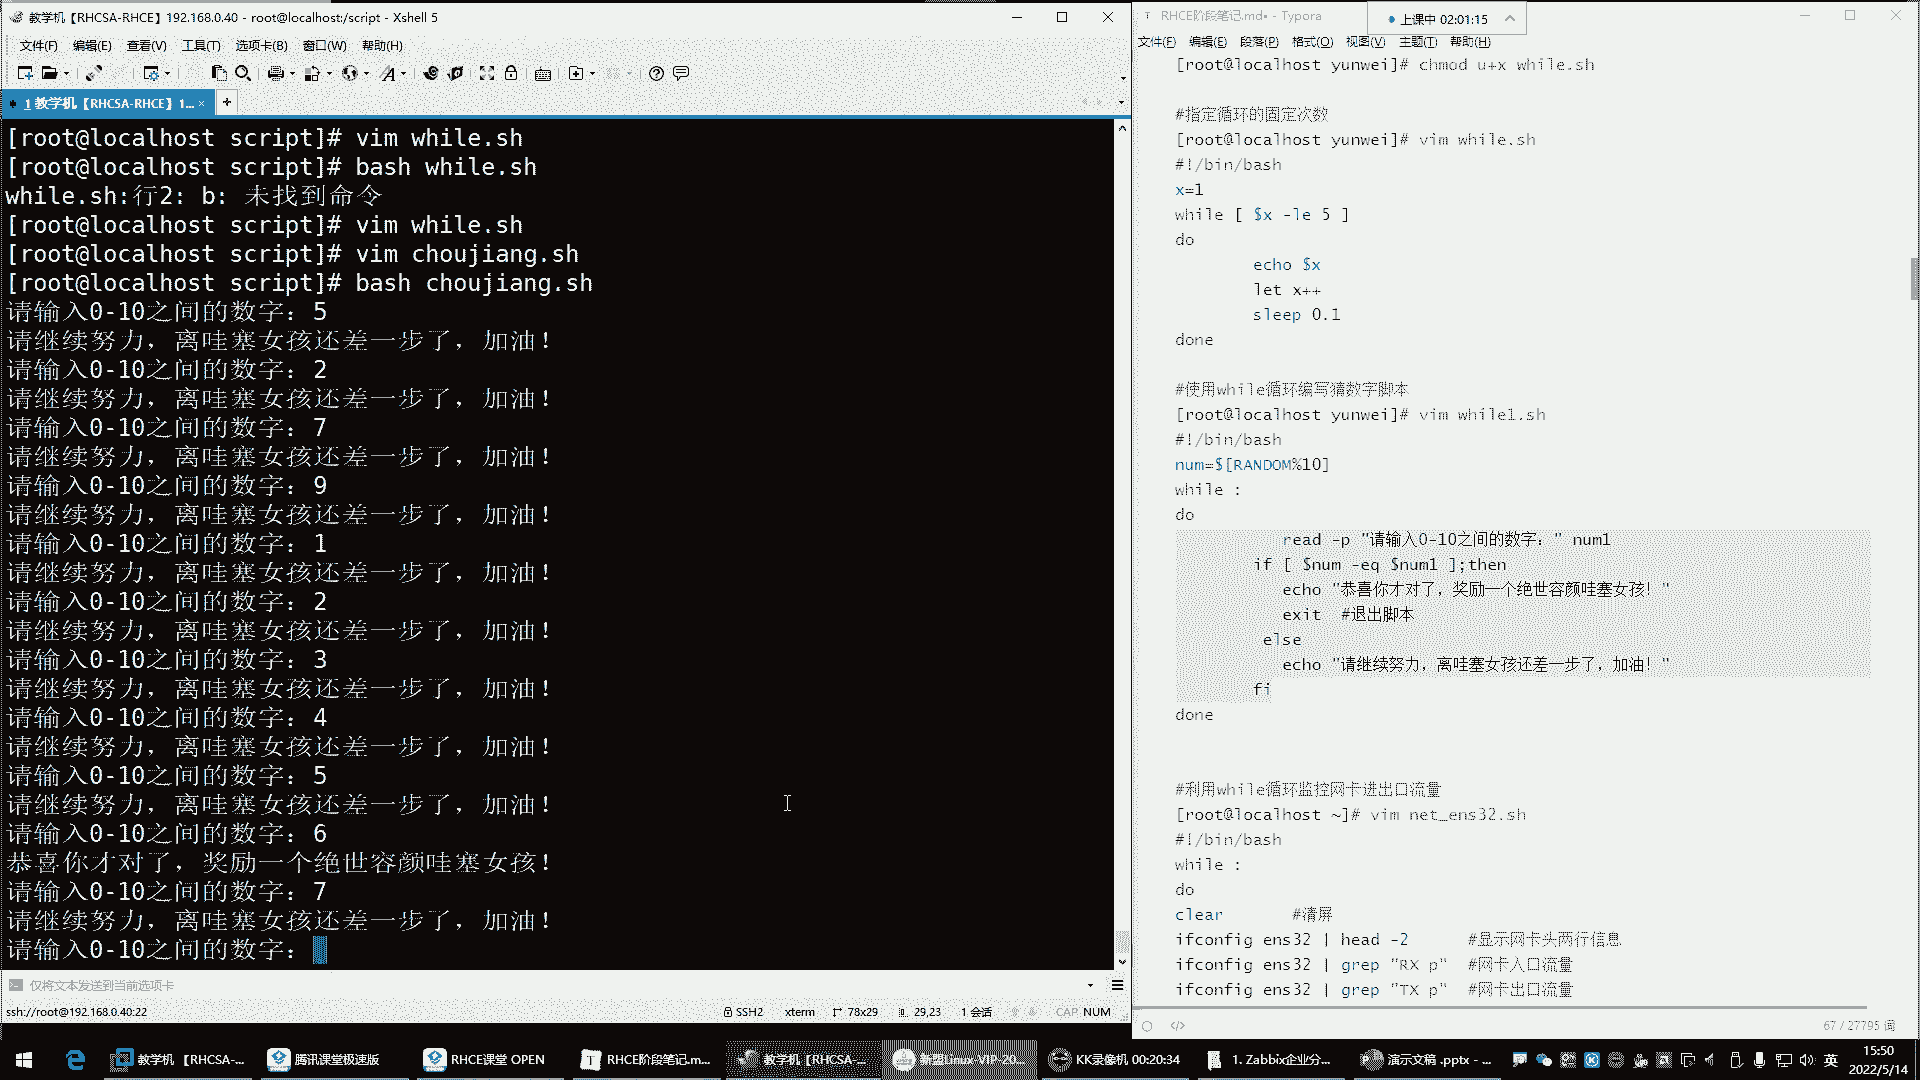 教学机【RHCSA-RHCE】192.168.0.40 - root@localhost:/script - Xshell 5
文件(F) 编辑(E) 查看(V) 工具(T) 选项卡(B) 窗口(W) 帮助(H)
1 教学机【RHCSA-RHCE】1...
[root@localhost script]# vim while.sh
[root@localhost script]# bash while.sh
while.sh:行2: b: 未找到命令
[root@localhost script]# vim while.sh
[root@localhost script]# vim choujiang.sh
[root@localhost script]# bash choujiang.sh
请输入0-10之间的数字: 5
请继续努力，离哇塞女孩还差一步了，加油！
请输入0-10之间的数字: 2
请继续努力，离哇塞女孩还差一步了，加油！
请输入0-10之间的数字: 7
请继续努力，离哇塞女孩还差一步了，加油！
请输入0-10之间的数字: 9
请继续努力，离哇塞女孩还差一步了，加油！
请输入0-10之间的数字: 1
请继续努力，离哇塞女孩还差一步了，加油！
请输入0-10之间的数字: 2
请继续努力，离哇塞女孩还差一步了，加油！
请输入0-10之间的数字: 3
请继续努力，离哇塞女孩还差一步了，加油！
请输入0-10之间的数字: 4
请继续努力，离哇塞女孩还差一步了，加油！
请输入0-10之间的数字: 5
请继续努力，离哇塞女孩还差一步了，加油！
请输入0-10之间的数字: 6
恭喜你才对了，奖励一个绝世容颜哇塞女孩！
请输入0-10之间的数字: 7
请继续努力，离哇塞女孩还差一步了，加油！
请输入0-10之间的数字:
仅将文本发送到当前选项卡
ssh://root@192.168.0.40:22 SSH2 xterm 78x29 29,23 1 会话 CAP NUM
RHCE阶段笔记.md• - Typora
上课中 02:01:15
文件(F) 编辑(E) 段落(P) 格式(O) 视图(V) 主题(T) 帮助(H)
[root@localhost yunwei]# chmod u+x while.sh
#指定循环的固定次数
[root@localhost yunwei]# vim while.sh
#!/bin/bash
x=1
while [ $x -le 5 ]
do
echo $x
let x++
sleep 0.1
done
#使用while循环编写猜数字脚本
[root@localhost yunwei]# vim while1.sh
#!/bin/bash
num=$[RANDOM%10]
while :
do
read -p "请输入0-10之间的数字: " num1
if [ $num -eq $num1 ];then
echo "恭喜你才对了，奖励一个绝世容颜哇塞女孩！"
exit #退出脚本
else
echo "请继续努力，离哇塞女孩还差一步了，加油！"
fi
done
#利用while循环监控网卡进出口流量
[root@localhost ~]# vim net_ens32.sh
#!/bin/bash
while :
do
clear #清屏
ifconfig ens32 | head -2 #显示网卡头两行信息
ifconfig ens32 | grep "RX p" #网卡入口流量
ifconfig ens32 | grep "TX p" #网卡出口流量
67 / 27795 词
教学机 【RHCSA-... 腾讯课堂极速版 RHCE课堂 OPEN RHCE阶段笔记.m... 教学机【RHCSA-... 新盟Linux-VIP-20... KK录像机 00:20:34 1. Zabbix企业分... 演示文稿 .pptx - ... 英 15:50
2022/5/14